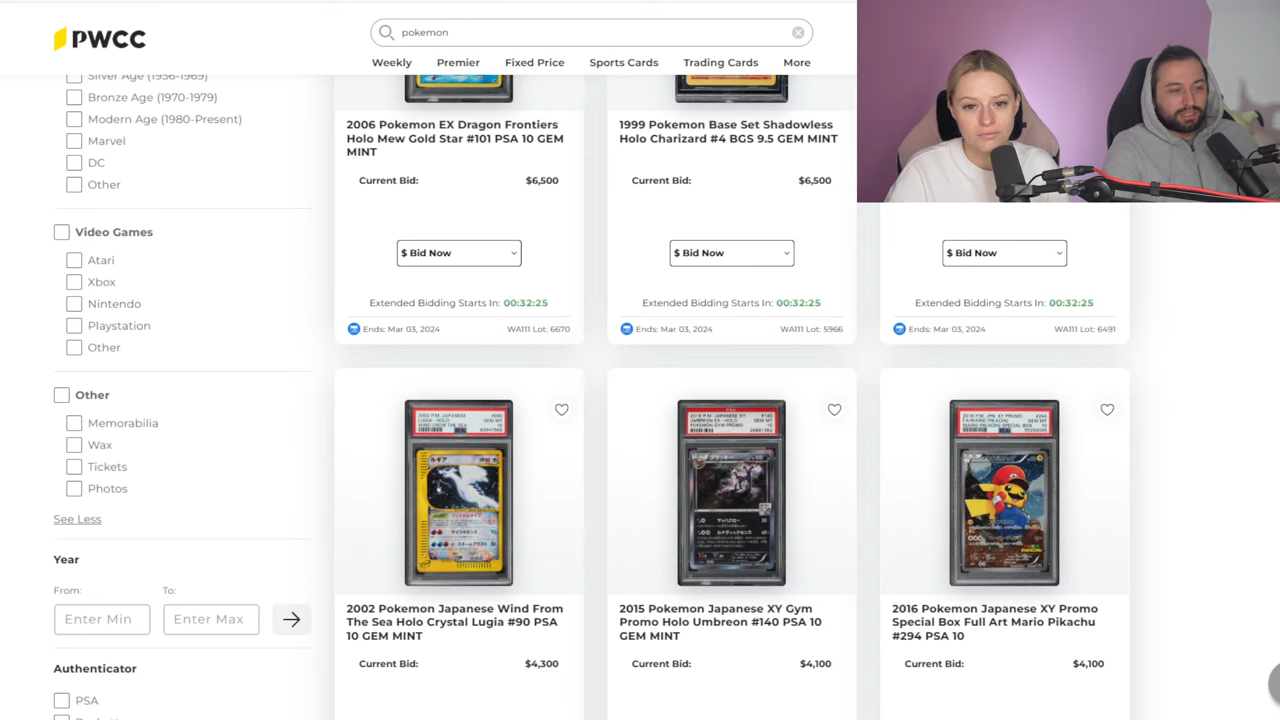 PWCC
pokemon
Weekly Premier Fixed Price Sports Cards Trading Cards More
Silver Age (1956-1969)
Bronze Age (1970-1979)
Modern Age (1980-Present)
Marvel
DC
Other
Video Games
Atari
Xbox
Nintendo
Playstation
Other
Other
Memorabilia
Wax
Tickets
Photos
See Less
Year
From: To:
Enter Min Enter Max
Authenticator
PSA
2006 Pokemon EX Dragon Frontiers
Holo Mew Gold Star #101 PSA 10 GEM
MINT
Current Bid: $6,500
$ Bid Now
Extended Bidding Starts In: 00:32:25
Ends: Mar 03, 2024 WA111 Lot: 6670
1999 Pokemon Base Set Shadowless
Holo Charizard #4 BGS 9.5 GEM MINT
Current Bid: $6,500
$ Bid Now
Extended Bidding Starts In: 00:32:25
Ends: Mar 03, 2024 WA111 Lot: 5966
$ Bid Now
Extended Bidding Starts In: 00:32:25
Ends: Mar 03, 2024 WA111 Lot: 6491
2002 Pokemon Japanese Wind From
The Sea Holo Crystal Lugia #90 PSA
10 GEM MINT
Current Bid: $4,300
2015 Pokemon Japanese XY Gym
Promo Holo Umbreon #140 PSA 10
GEM MINT
Current Bid: $4,100
2016 Pokemon Japanese XY Promo
Special Box Full Art Mario Pikachu
#294 PSA 10
Current Bid: $4,100